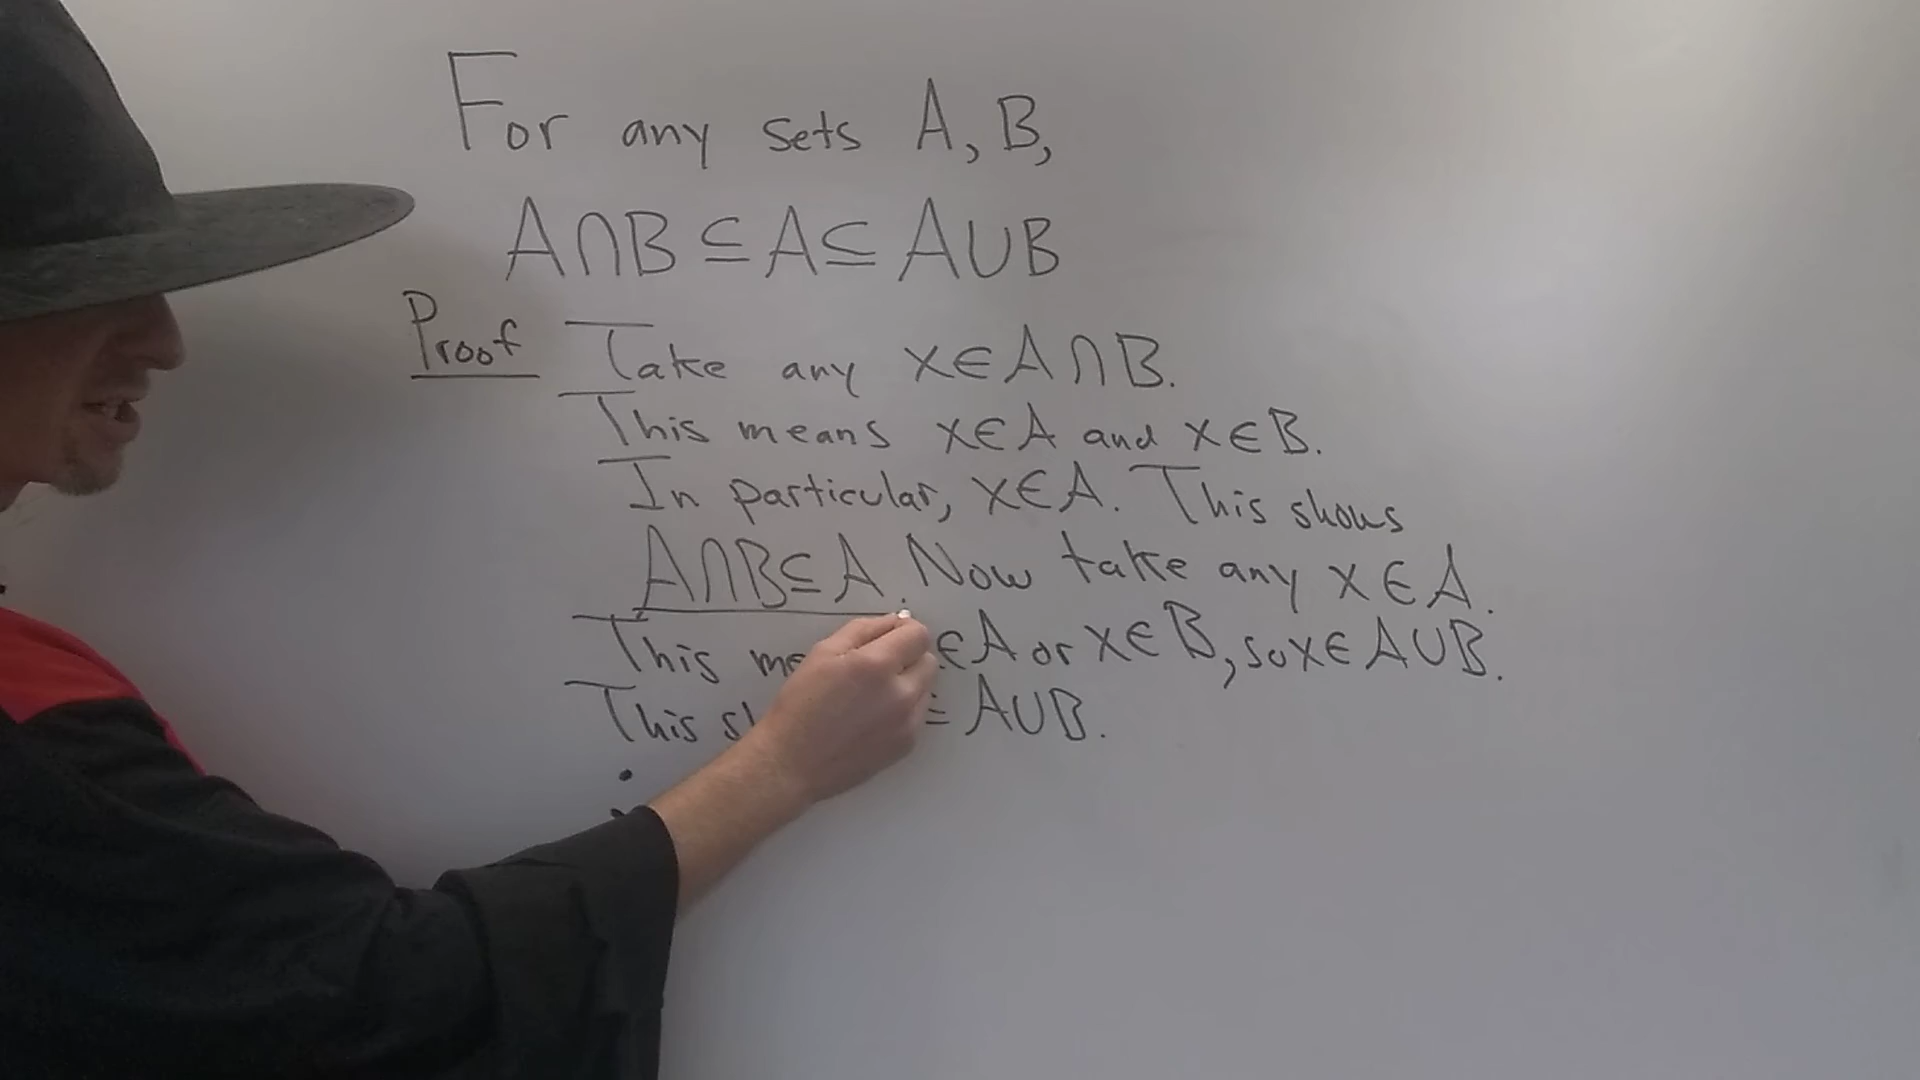 For any sets A, B,
A∩B ⊆ A ⊆ A∪B
Proof Take any x∈A∩B.
This means x∈A and x∈B.
In particular, x∈A. This shows
A∩B⊆A. Now take any x∈A.
This ∈A or x∈B, so x∈A∪B.
This ⊆ A∪B.